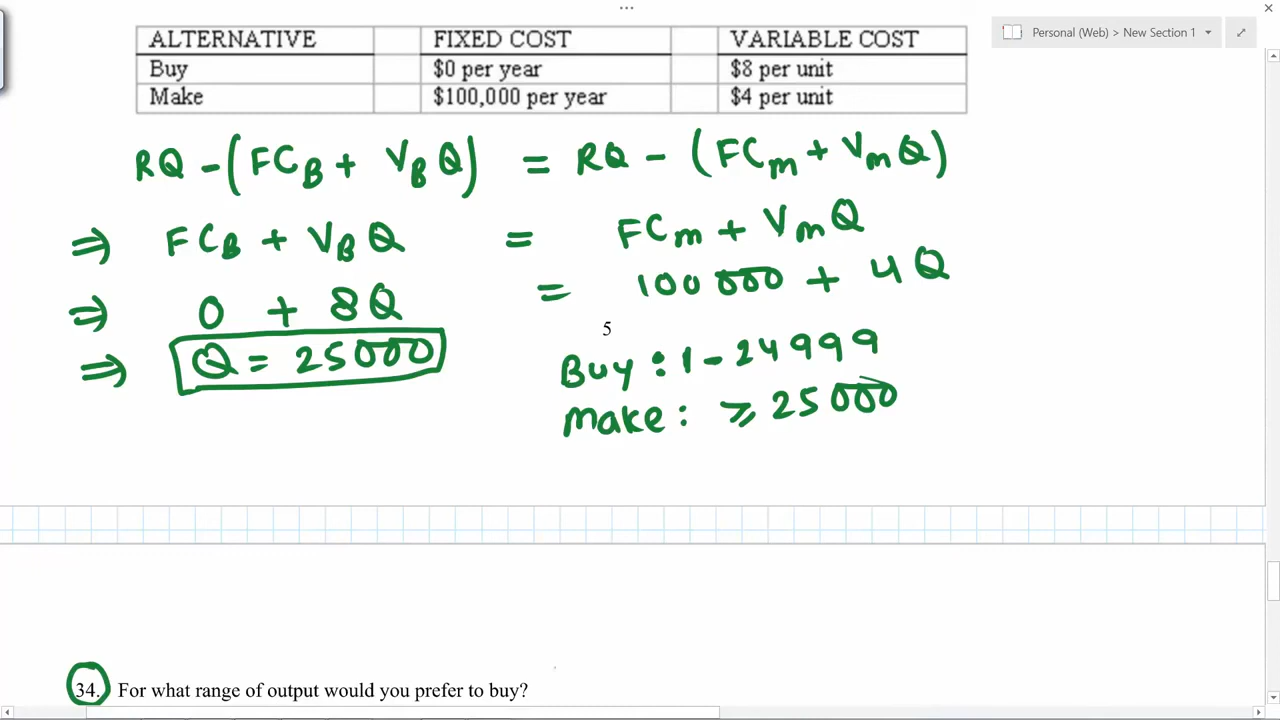 Personal (Web) > New Section 1
ALTERNATIVE FIXED COST VARIABLE COST
Buy $0 per year $8 per unit
Make $100,000 per year $4 per unit
RQ - (FC_B + V_B Q) = RQ - (FC_m + V_m Q)
⇒ FC_B + V_B Q = FC_m + V_m Q
⇒ 0 + 8Q = 100000 + 4Q
5
⇒ Q = 25000
Buy : 1 - 24999
Make : ≥ 25000
34. For what range of output would you prefer to buy?